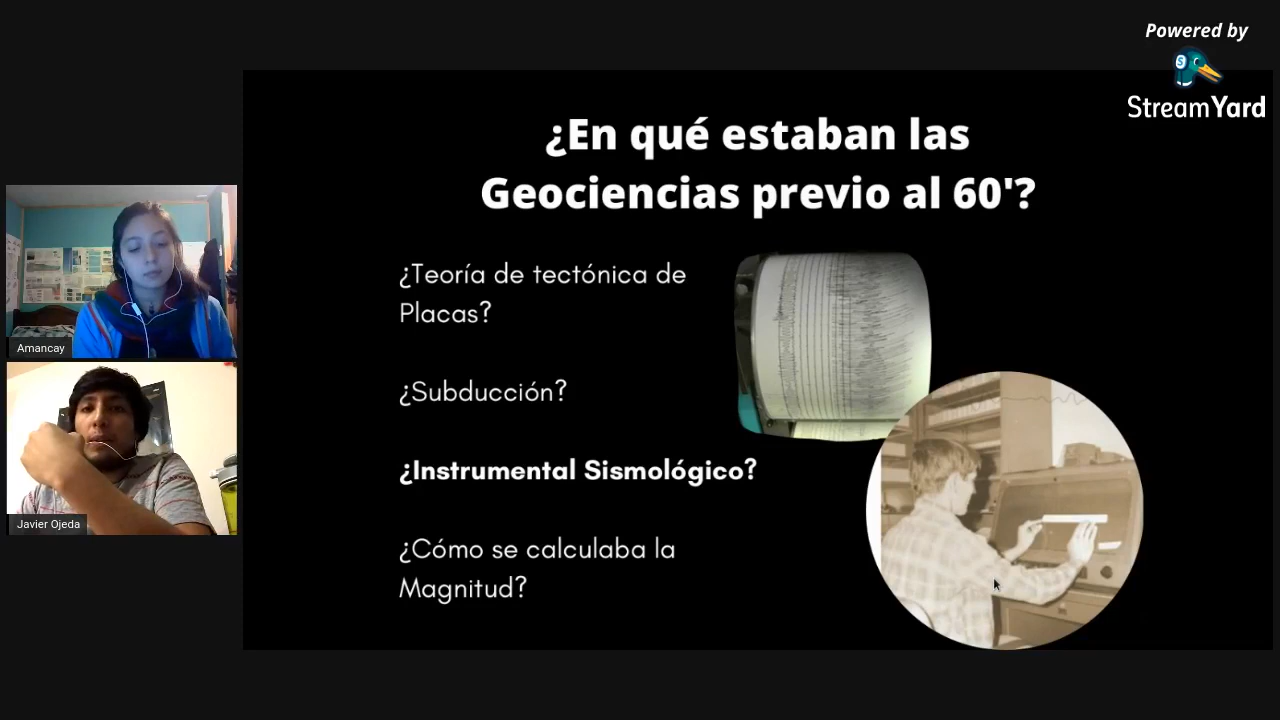 Powered by
StreamYard
¿En qué estaban las
Geociencias previo al 60'?
¿Teoría de tectónica de
Placas?
¿Subducción?
¿Instrumental Sismológico?
¿Cómo se calculaba la
Magnitud?
Amancay
Javier Ojeda